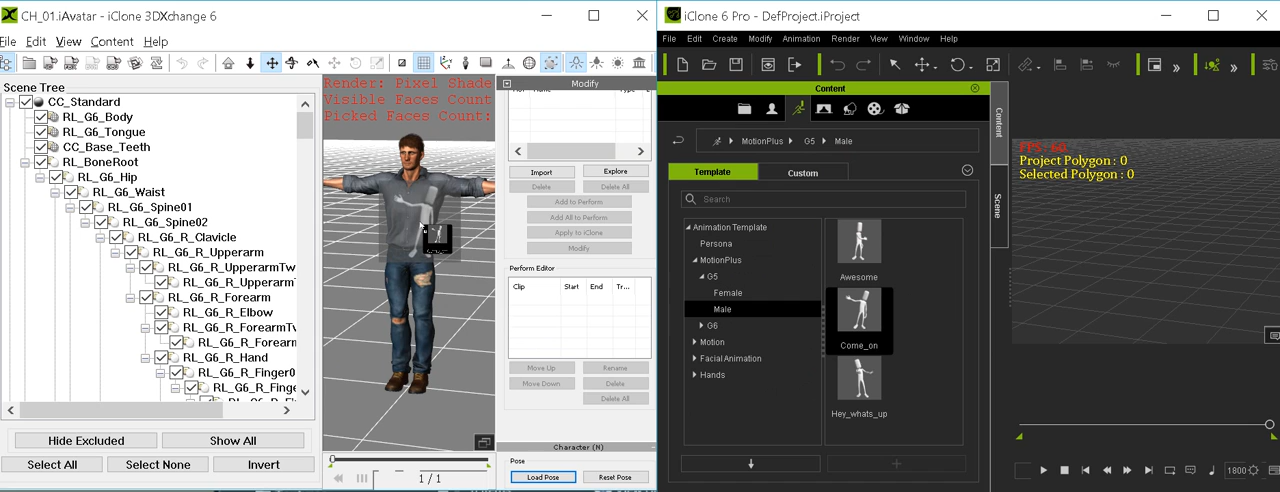 CH_01.iAvatar - iClone 3DXchange 6
File Edit View Content Help
Scene Tree
CC_Standard
RL_G6_Body
RL_G6_Tongue
CC_Base_Teeth
RL_BoneRoot
RL_G6_Hip
RL_G6_Waist
RL_G6_Spine01
RL_G6_Spine02
RL_G6_R_Clavicle
RL_G6_R_Upperarm
RL_G6_R_UpperarmTw
RL_G6_R_Upperarm
RL_G6_R_Forearm
RL_G6_R_Elbow
RL_G6_R_ForearmTv
RL_G6_R_Forearm
RL_G6_R_Hand
RL_G6_R_Finger0
RL_G6_R_Finge
Hide Excluded Show All
Select All Select None Invert
Render: Pixel Shade
Visible Faces Count
Picked Faces Count:
1 / 1
Modify
Import Explore
Delete Delete All
Add to Perform
Add All to Perform
Apply to iClone
Modify
Perform Editor
Clip Start End Tr...
Move Up Rename
Move Down Delete
Delete All
Character (N)
Pose
Load Pose Reset Pose
iClone 6 Pro - DefProject.iProject
File Edit Create Modify Animation Render View Window Help
Content
MotionPlus G5 Male
Template Custom
Search
Animation Template
Persona
MotionPlus
G5
Female
Male
G6
Motion
Facial Animation
Hands
Awesome
Come_on
Hey_whats_up
Content
Scene
FPS : 60
Project Polygon : 0
Selected Polygon : 0
1800